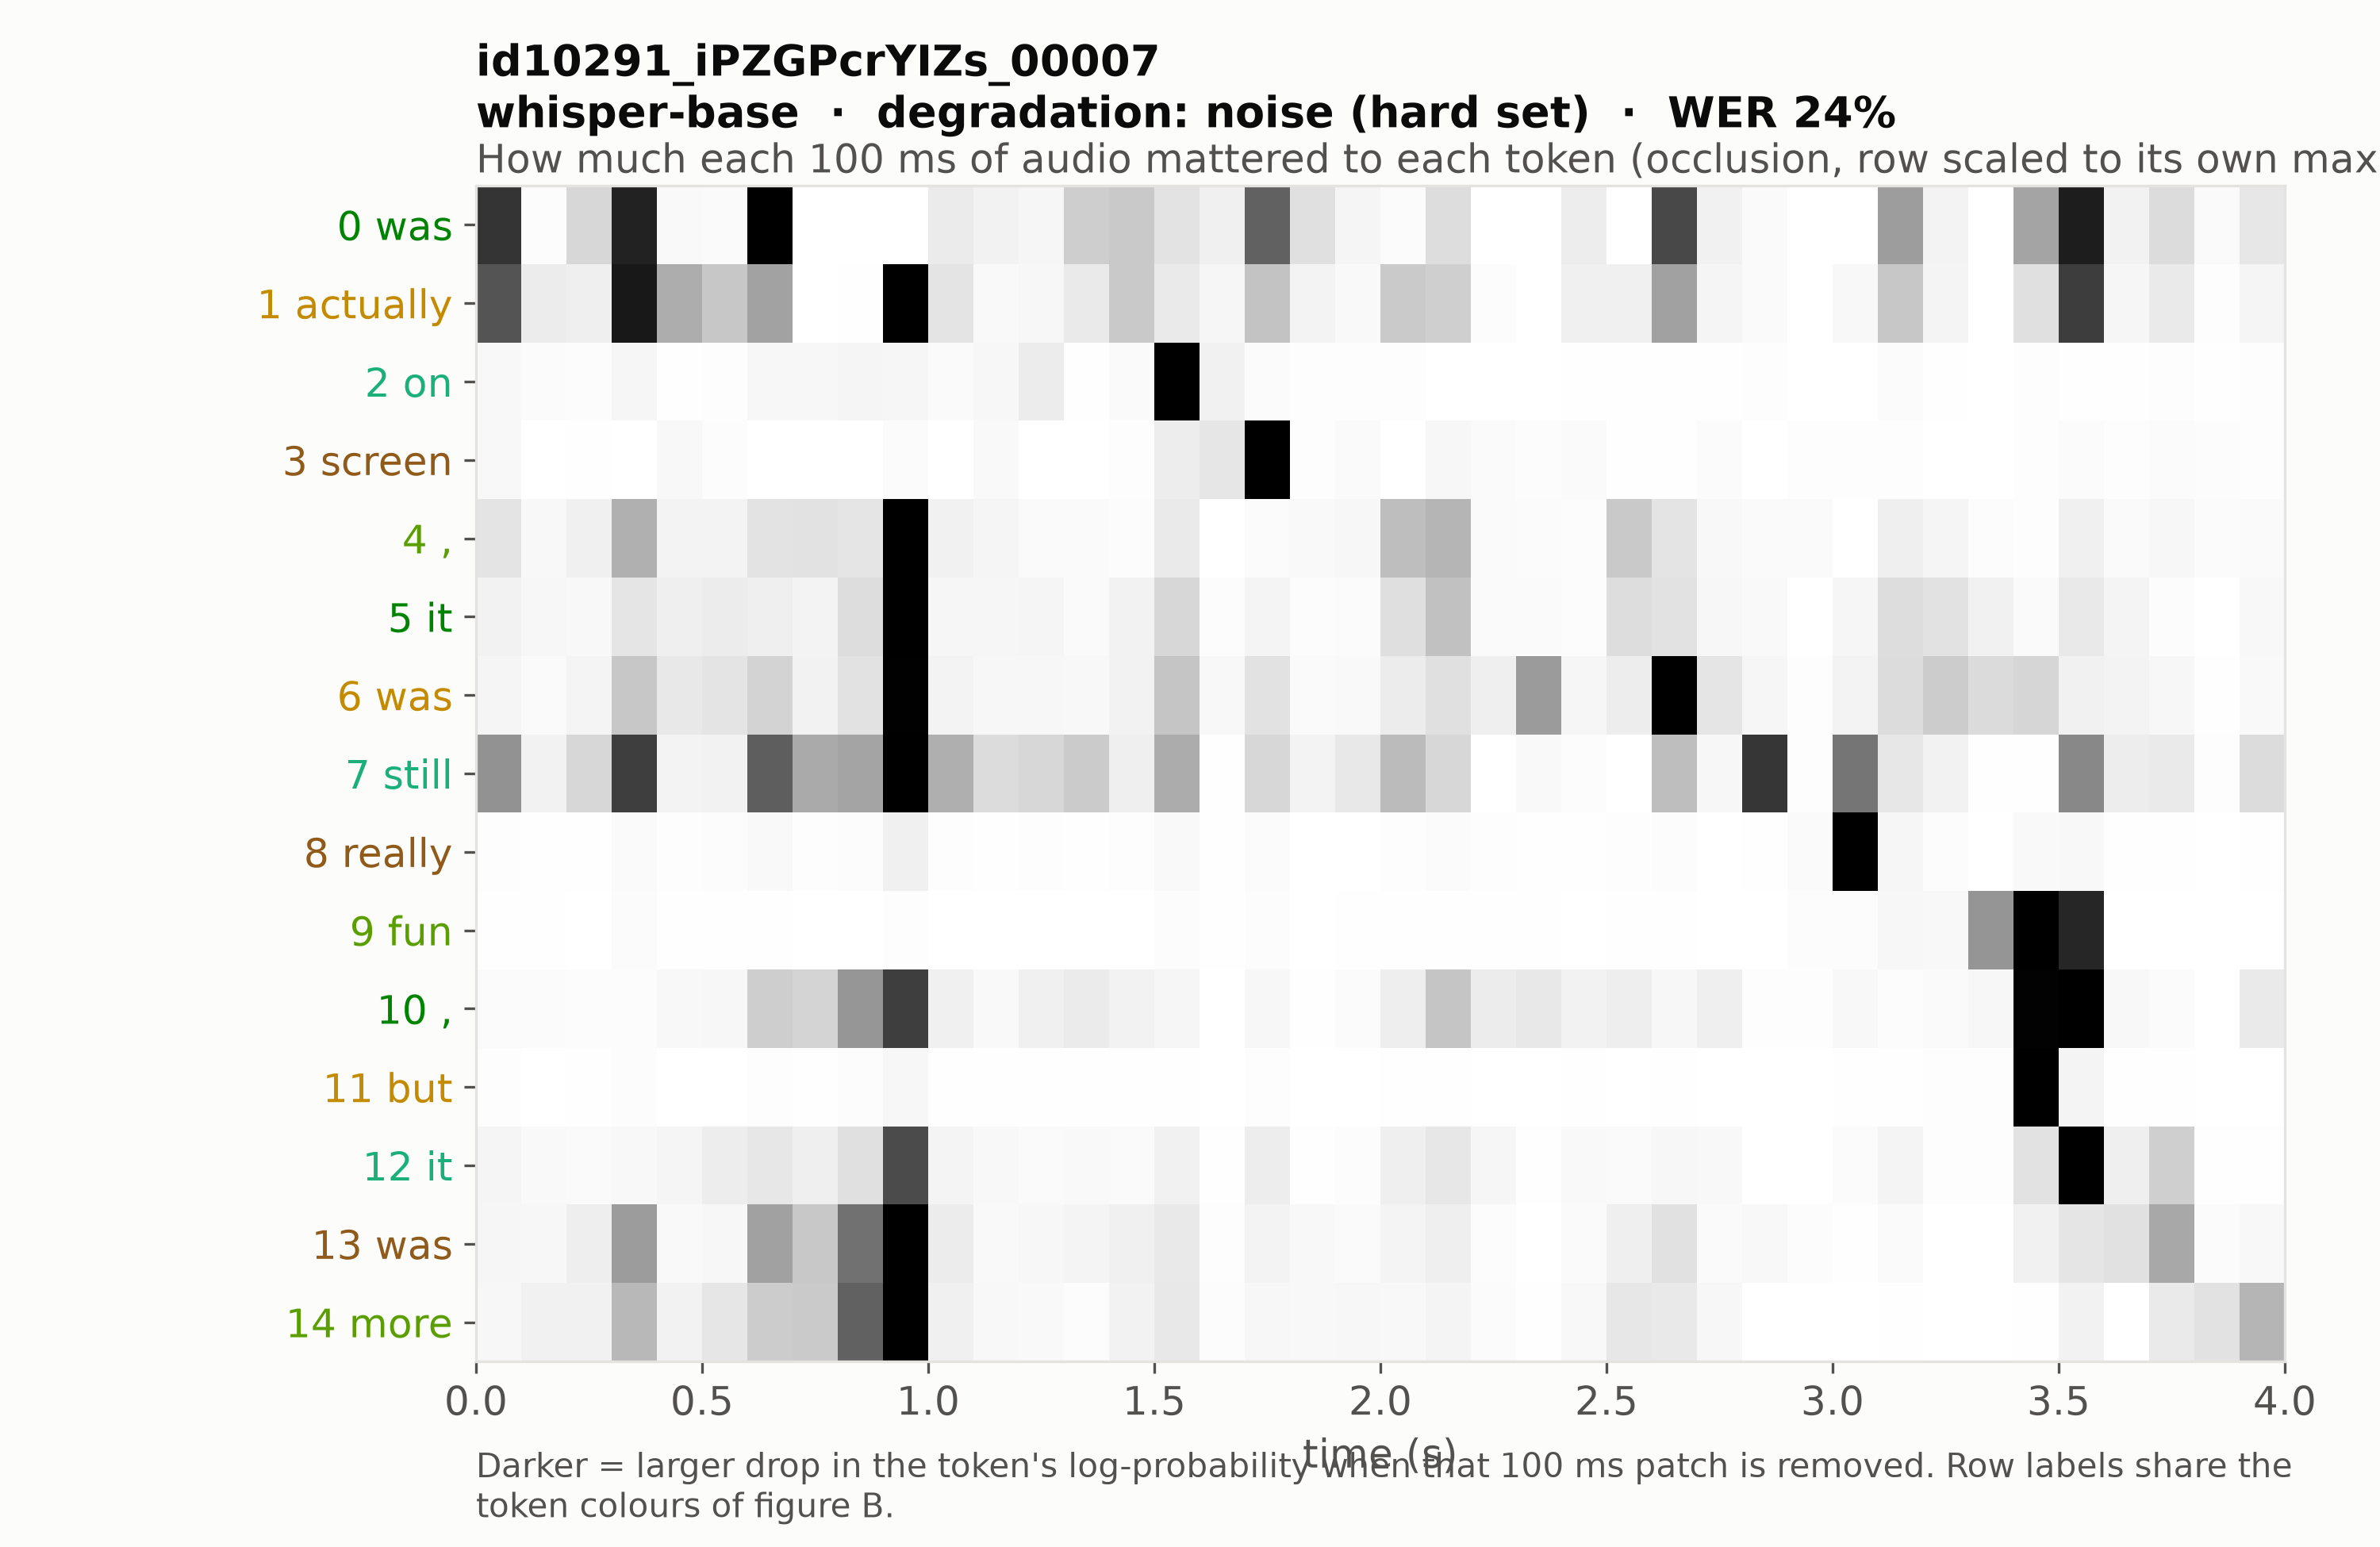 id10291_iPZGPcrYIZs_00007
whisper-base · degradation: noise (hard set) · WER 24%
How much each 100 ms of audio mattered to each token (occlusion, row scaled to its own max
0 was
1 actually
2 on
3 screen
4 ,
5 it
6 was
7 still
8 really
9 fun
10 ,
11 but
12 it
13 was
14 more
0.0 0.5 1.0 1.5 2.0 2.5 3.0 3.5 4.0
time (s)
Darker = larger drop in the token's log-probability when that 100 ms patch is removed. Row labels share the
token colours of figure B.